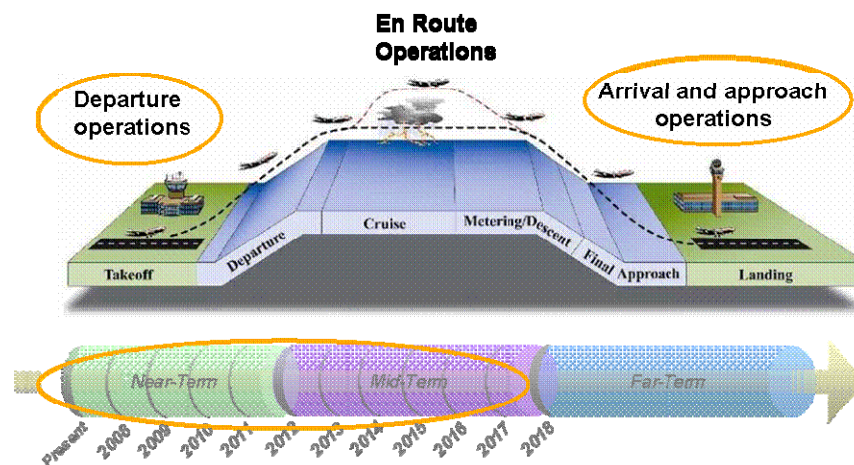 En Route
Operations
Departure
operations
Arrival and approach
operations
Takeoff
Departure
Cruise
Metering/Descent
Final Approach
Landing
Near-Term
Mid-Term
Far-Term
Present
2008
2009
2010
2011
2012
2013
2014
2015
2016
2017
2018